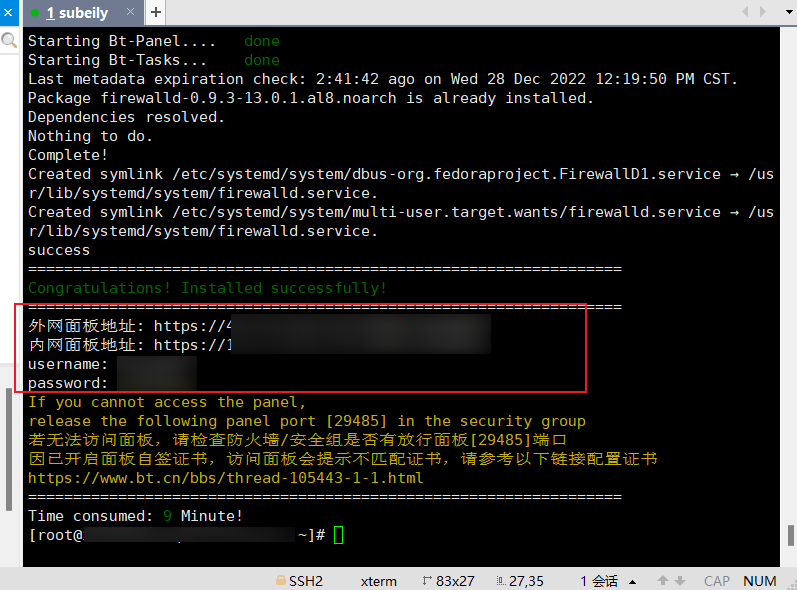 1 subeily
Starting Bt-Panel.... done
Starting Bt-Tasks... done
Last metadata expiration check: 2:41:42 ago on Wed 28 Dec 2022 12:19:50 PM CST.
Package firewalld-0.9.3-13.0.1.al8.noarch is already installed.
Dependencies resolved.
Nothing to do.
Complete!
Created symlink /etc/systemd/system/dbus-org.fedoraproject.FirewallD1.service → /us
r/lib/systemd/system/firewalld.service.
Created symlink /etc/systemd/system/multi-user.target.wants/firewalld.service → /us
r/lib/systemd/system/firewalld.service.
success
==================================================================
Congratulations! Installed successfully!
==================================================================
外网面板地址: https://4
内网面板地址: https://1
username:
password:
If you cannot access the panel,
release the following panel port [29485] in the security group
若无法访问面板，请检查防火墙/安全组是否有放行面板[29485]端口
因已开启面板自签证书，访问面板会提示不匹配证书，请参考以下链接配置证书
https://www.bt.cn/bbs/thread-105443-1-1.html
==================================================================
Time consumed: 9 Minute!
[root@ ~]#
SSH2 xterm 83x27 27,35 1 会话 CAP NUM